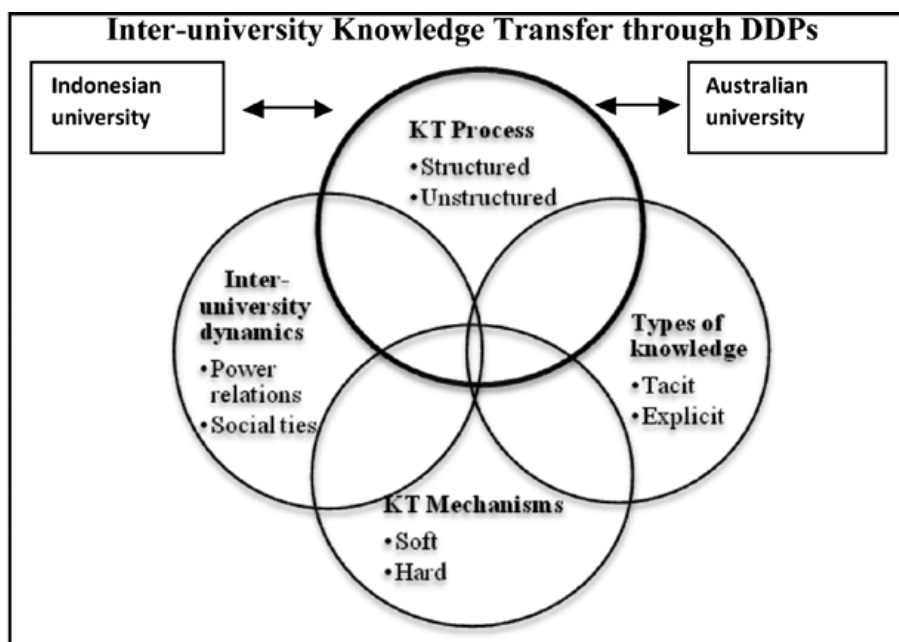 Inter-university Knowledge Transfer through DDPs
Indonesian
university
Australian
university
KT Process
•Structured
•Unstructured
Inter-
university
dynamics
•Power
relations
•Social ties
Types of
knowledge
•Tacit
•Explicit
KT Mechanisms
•Soft
•Hard